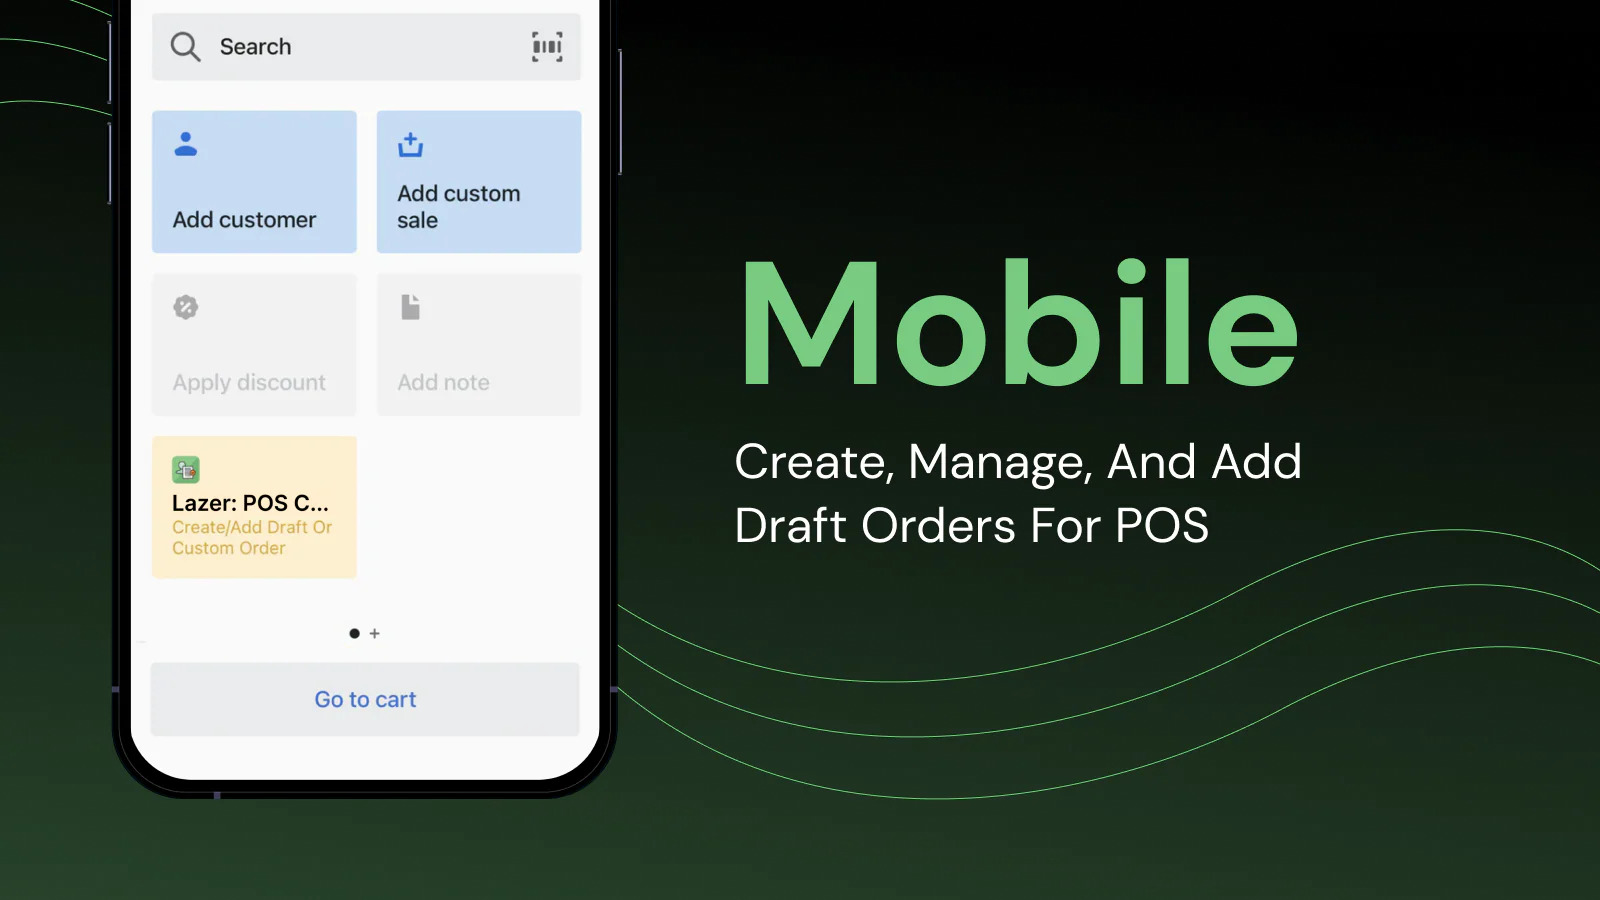 Search
Add customer
Add custom
sale
Apply discount
Add note
Lazer: POS C...
Create/Add Draft Or
Custom Order
Go to cart
Mobile
Create, Manage, And Add
Draft Orders For POS